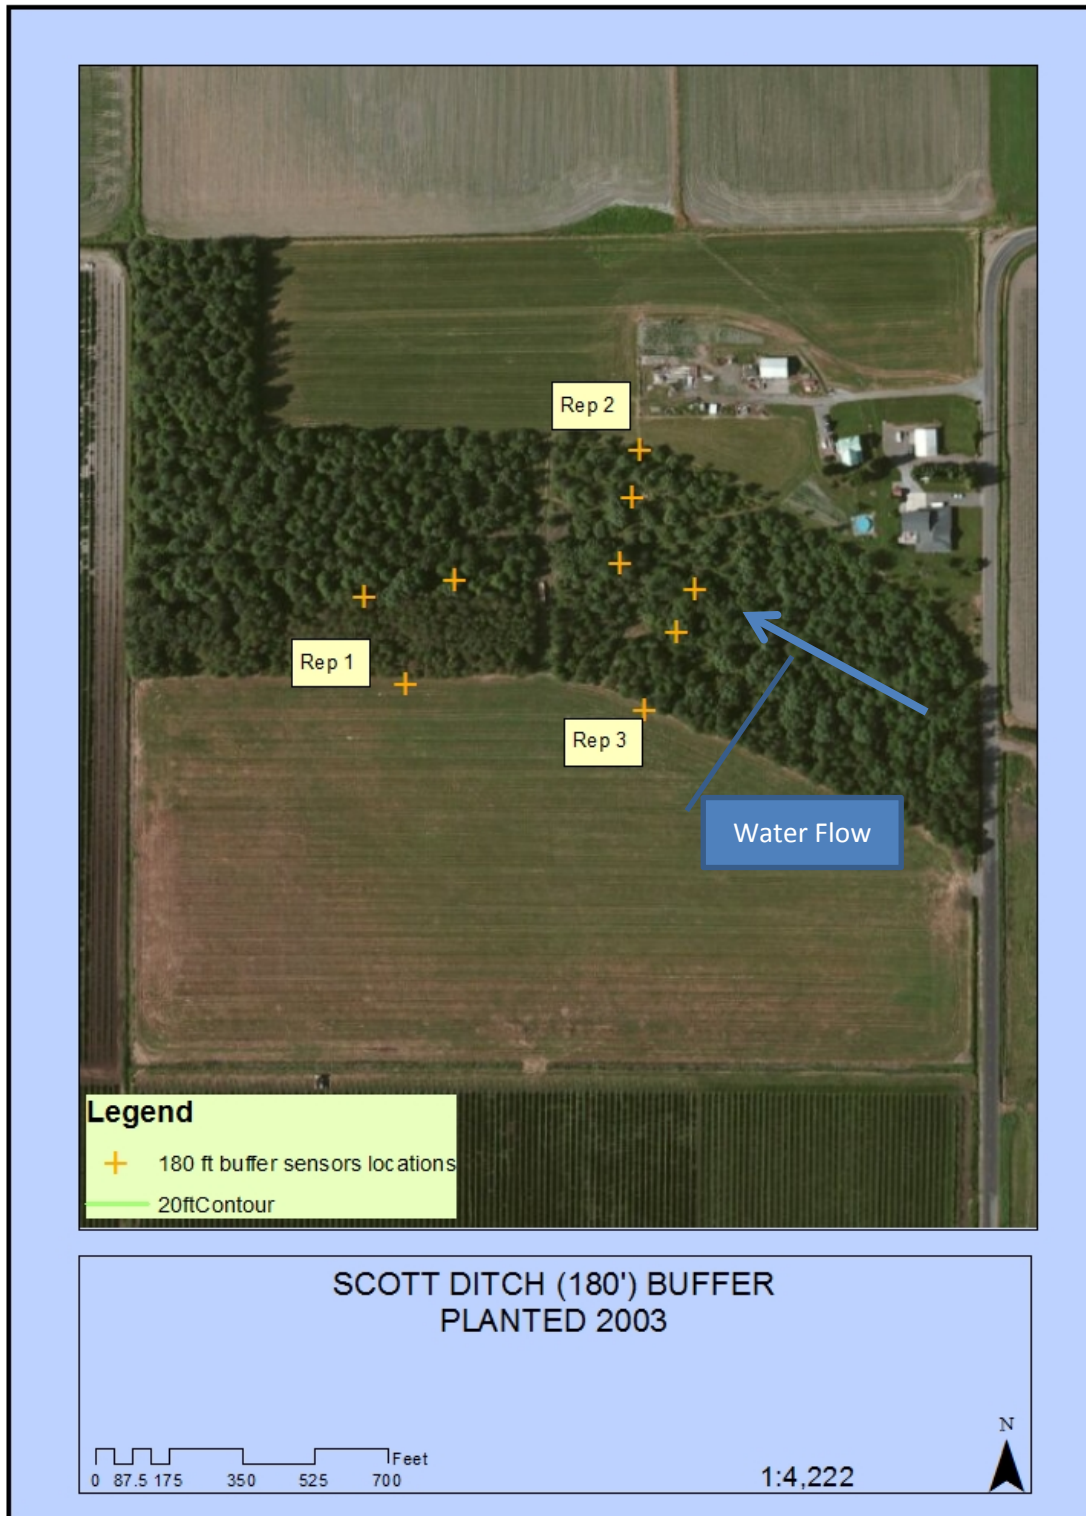 Rep 2
Rep 1
Rep 3
Water Flow
Legend
180 ft buffer sensors locations
20ftContour
SCOTT DITCH (180') BUFFER
PLANTED 2003
N
Feet
0 87.5 175 350 525 700
1:4,222